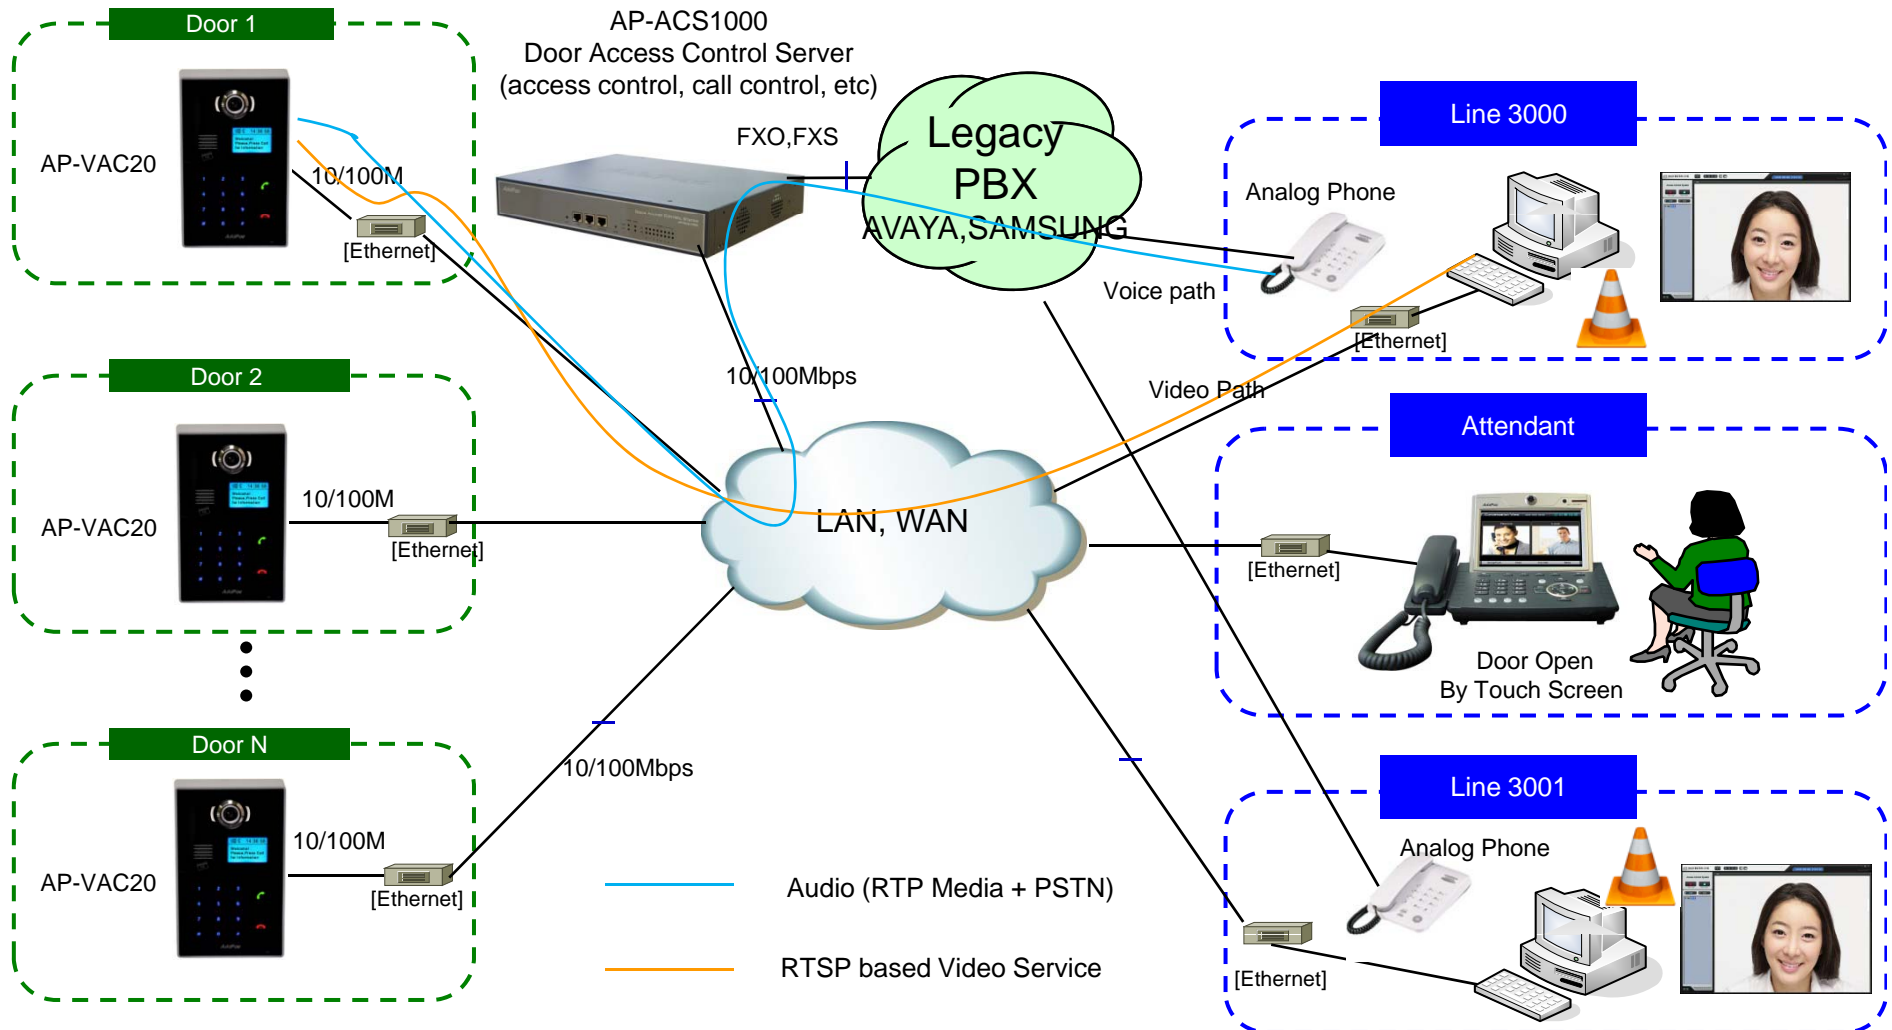 Door 1
AP-VAC20
10/100M
[Ethernet]
AP-ACS1000
Door Access Control Server
(access control, call control, etc)
FXO,FXS
Legacy
PBX
AVAYA,SAMSUNG
Line 3000
Analog Phone
Voice path
[Ethernet]
Video Path
10/100Mbps
Door 2
AP-VAC20
10/100M
[Ethernet]
LAN, WAN
Attendant
[Ethernet]
Door Open
By Touch Screen
Door N
AP-VAC20
10/100M
[Ethernet]
10/100Mbps
Line 3001
Analog Phone
[Ethernet]
Audio (RTP Media + PSTN)
RTSP based Video Service